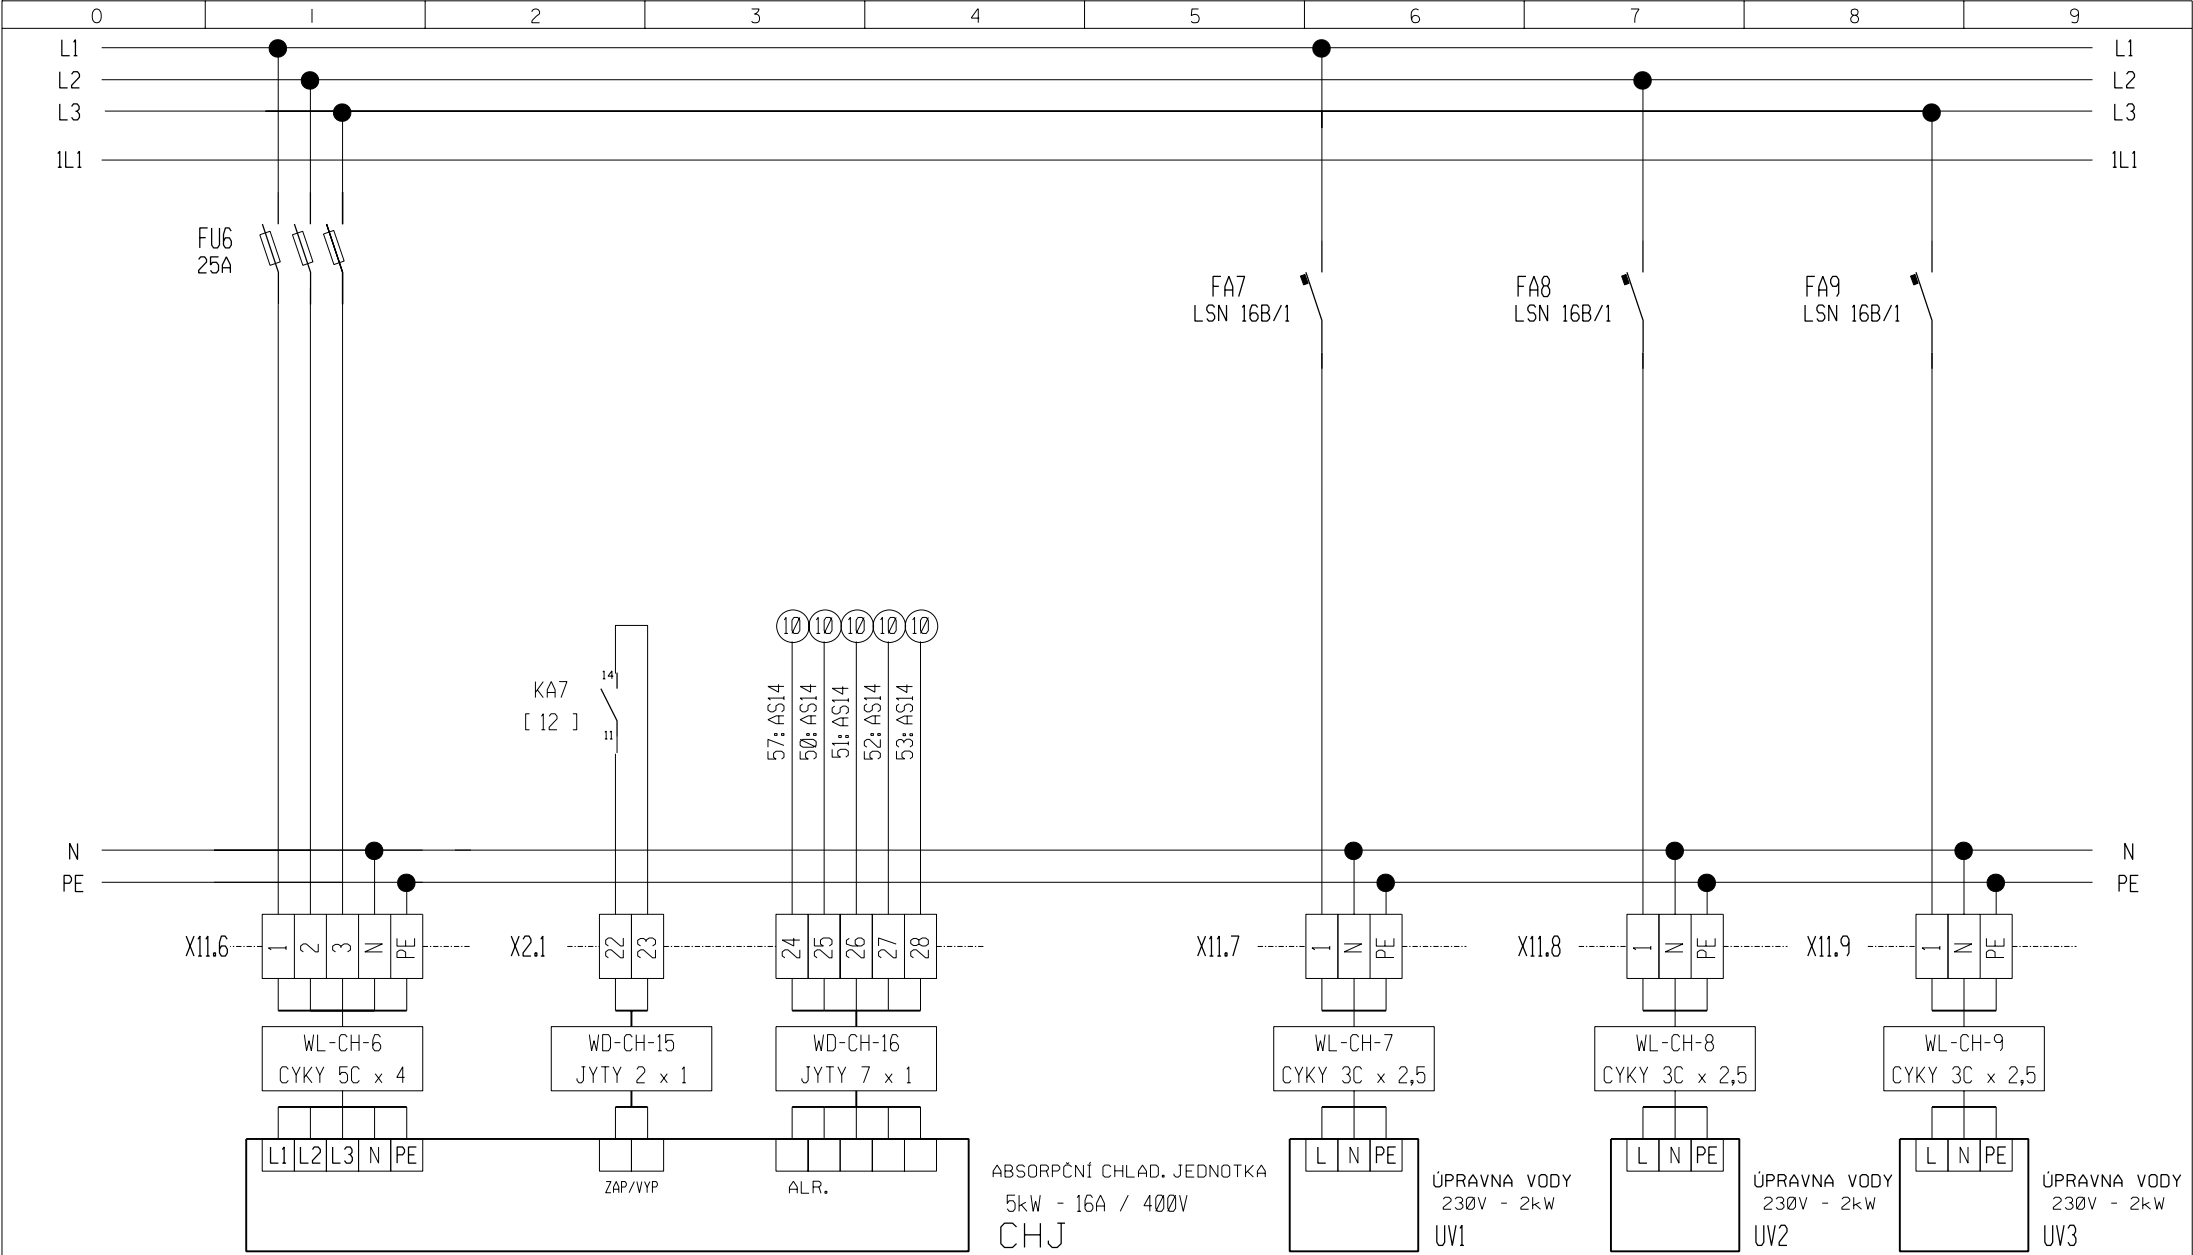 0 1 2 3 4 5 6 7 8 9
L1 L1
L2 L2
L3 L3
1L1 1L1
FU6
25A
FA7
LSN 16B/1
FA8
LSN 16B/1
FA9
LSN 16B/1
10 10 10 10 10
KA7
[ 12 ]
14
11
57: AS14
50: AS14
51: AS14
52: AS14
53: AS14
N N
PE PE
X11.6 1 2 3 N PE
X2.1 22 23 24 25 26 27 28
X11.7 1 N PE
X11.8 1 N PE
X11.9 1 N PE
WL-CH-6
CYKY 5C x 4
WD-CH-15
JYTY 2 x 1
WD-CH-16
JYTY 7 x 1
WL-CH-7
CYKY 3C x 2,5
WL-CH-8
CYKY 3C x 2,5
WL-CH-9
CYKY 3C x 2,5
L1 L2 L3 N PE
ZAP/VYP
ALR.
ABSORPČNÍ CHLAD. JEDNOTKA
5kW - 16A / 400V
CHJ
L N PE
ÚPRAVNA VODY
230V - 2kW
UV1
L N PE
ÚPRAVNA VODY
230V - 2kW
UV2
L N PE
ÚPRAVNA VODY
230V - 2kW
UV3